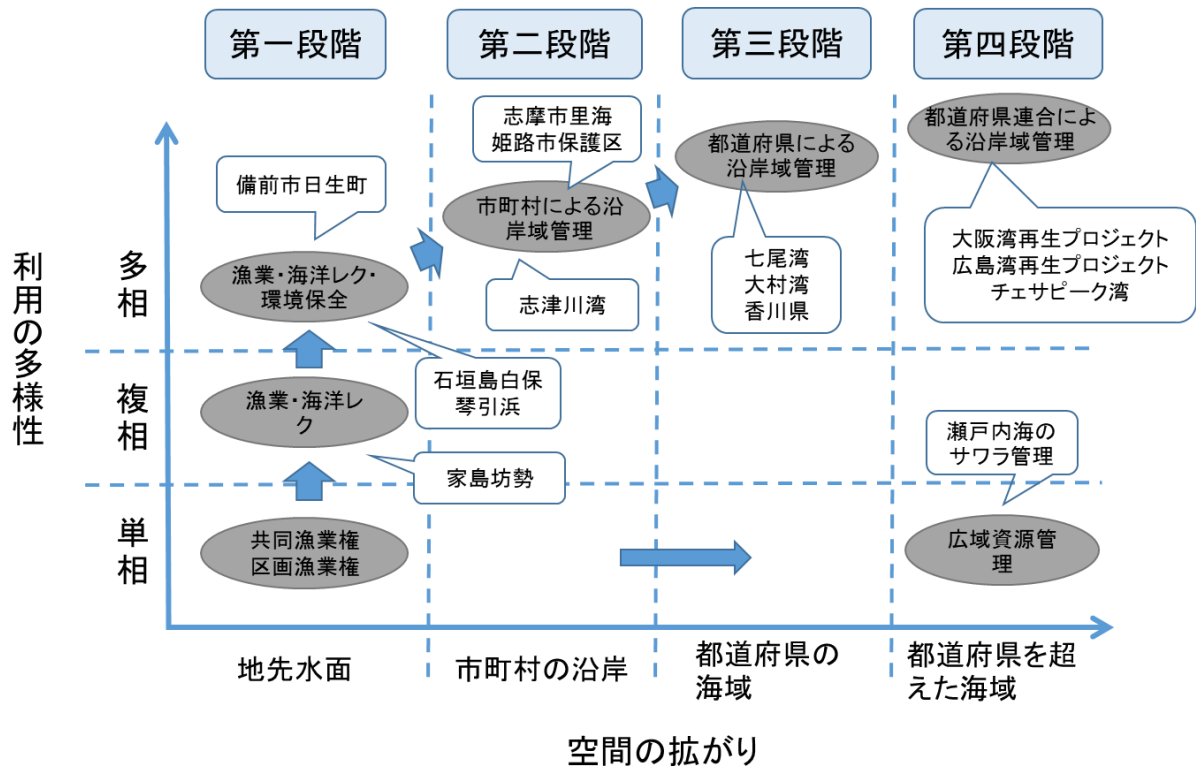 第一段階
第二段階
第三段階
第四段階
利用の多様性
多相
複相
単相
備前市日生町
漁業・海洋レク・
環境保全
石垣島白保
琴引浜
漁業・海洋レ
ク
家島坊勢
共同漁業権
区画漁業権
志摩市里海
姫路市保護区
市町村による沿
岸域管理
志津川湾
都道府県による
沿岸域管理
七尾湾
大村湾
香川県
都道府県連合によ
る沿岸域管理
大阪湾再生プロジェクト
広島湾再生プロジェクト
チェサピーク湾
瀬戸内海の
サワラ管理
広域資源管
理
地先水面
市町村の沿岸
都道府県の
海域
都道府県を超
えた海域
空間の拡がり